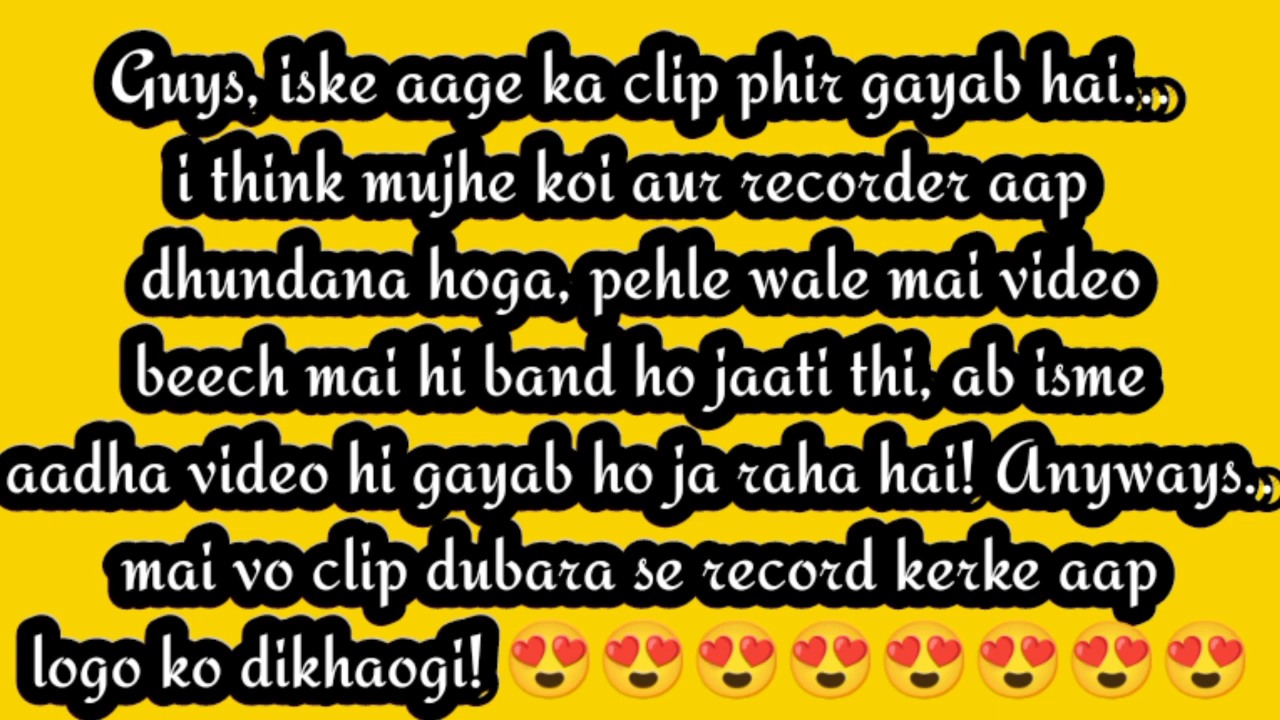 Guys, iske aage ka clip phir gayab hai...
i think mujhe koi aur recorder aap
dhundana hoga, pehle wale mai video
beech mai hi band ho jaati thi, ab isme
aadha video hi gayab ho ja raha hai! Anyways..
mai vo clip dubara se record kerke aap
logo ko dikhaogi! 😍😍😍😍😍😍😍😍